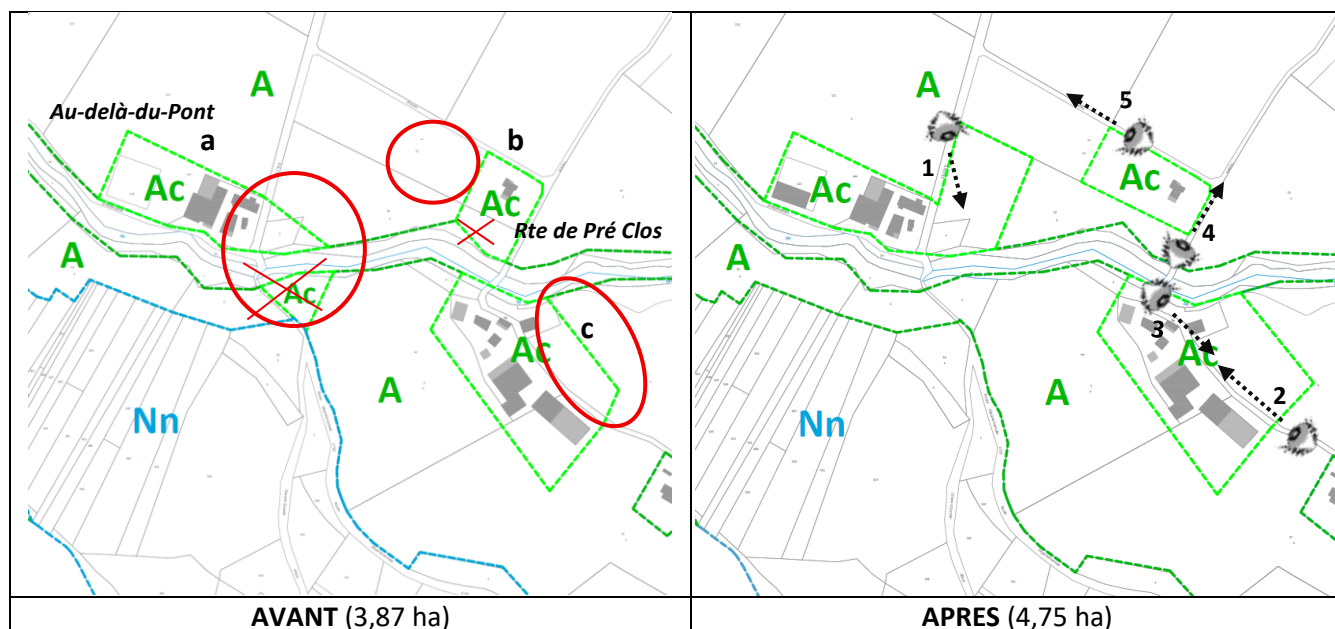 A
Au-delà-du-Pont
a
b
Ac
Ac
Rte de Pré Clos
A
Ac
c
Ac
A
Nn
AVANT (3,87 ha)
A
5
1
Ac
Ac
4
A
3
Ac
2
A
Nn
APRES (4,75 ha)